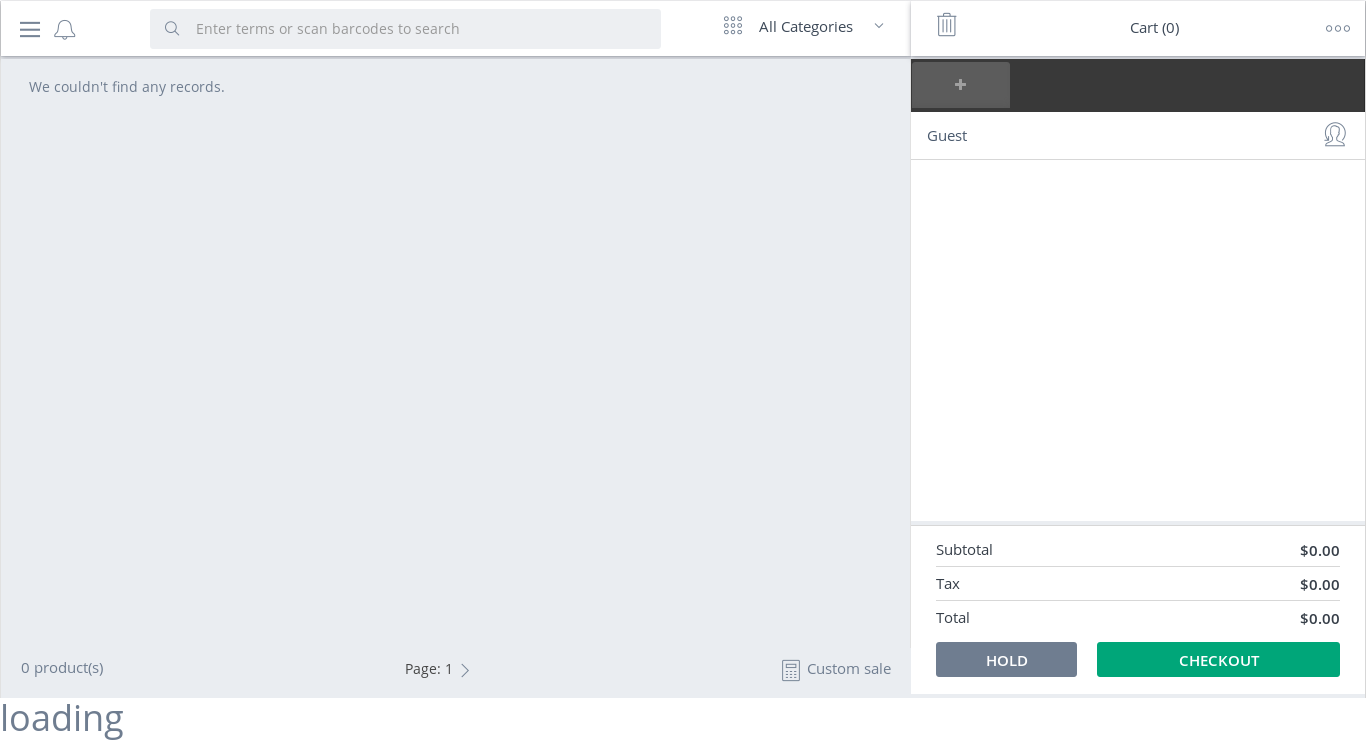 Enter terms or scan barcodes to search
All Categories
Cart (0)
We couldn't find any records.
+
Guest
Subtotal $0.00
Tax $0.00
Total $0.00
HOLD CHECKOUT
0 product(s)
Page: 1
Custom sale
loading